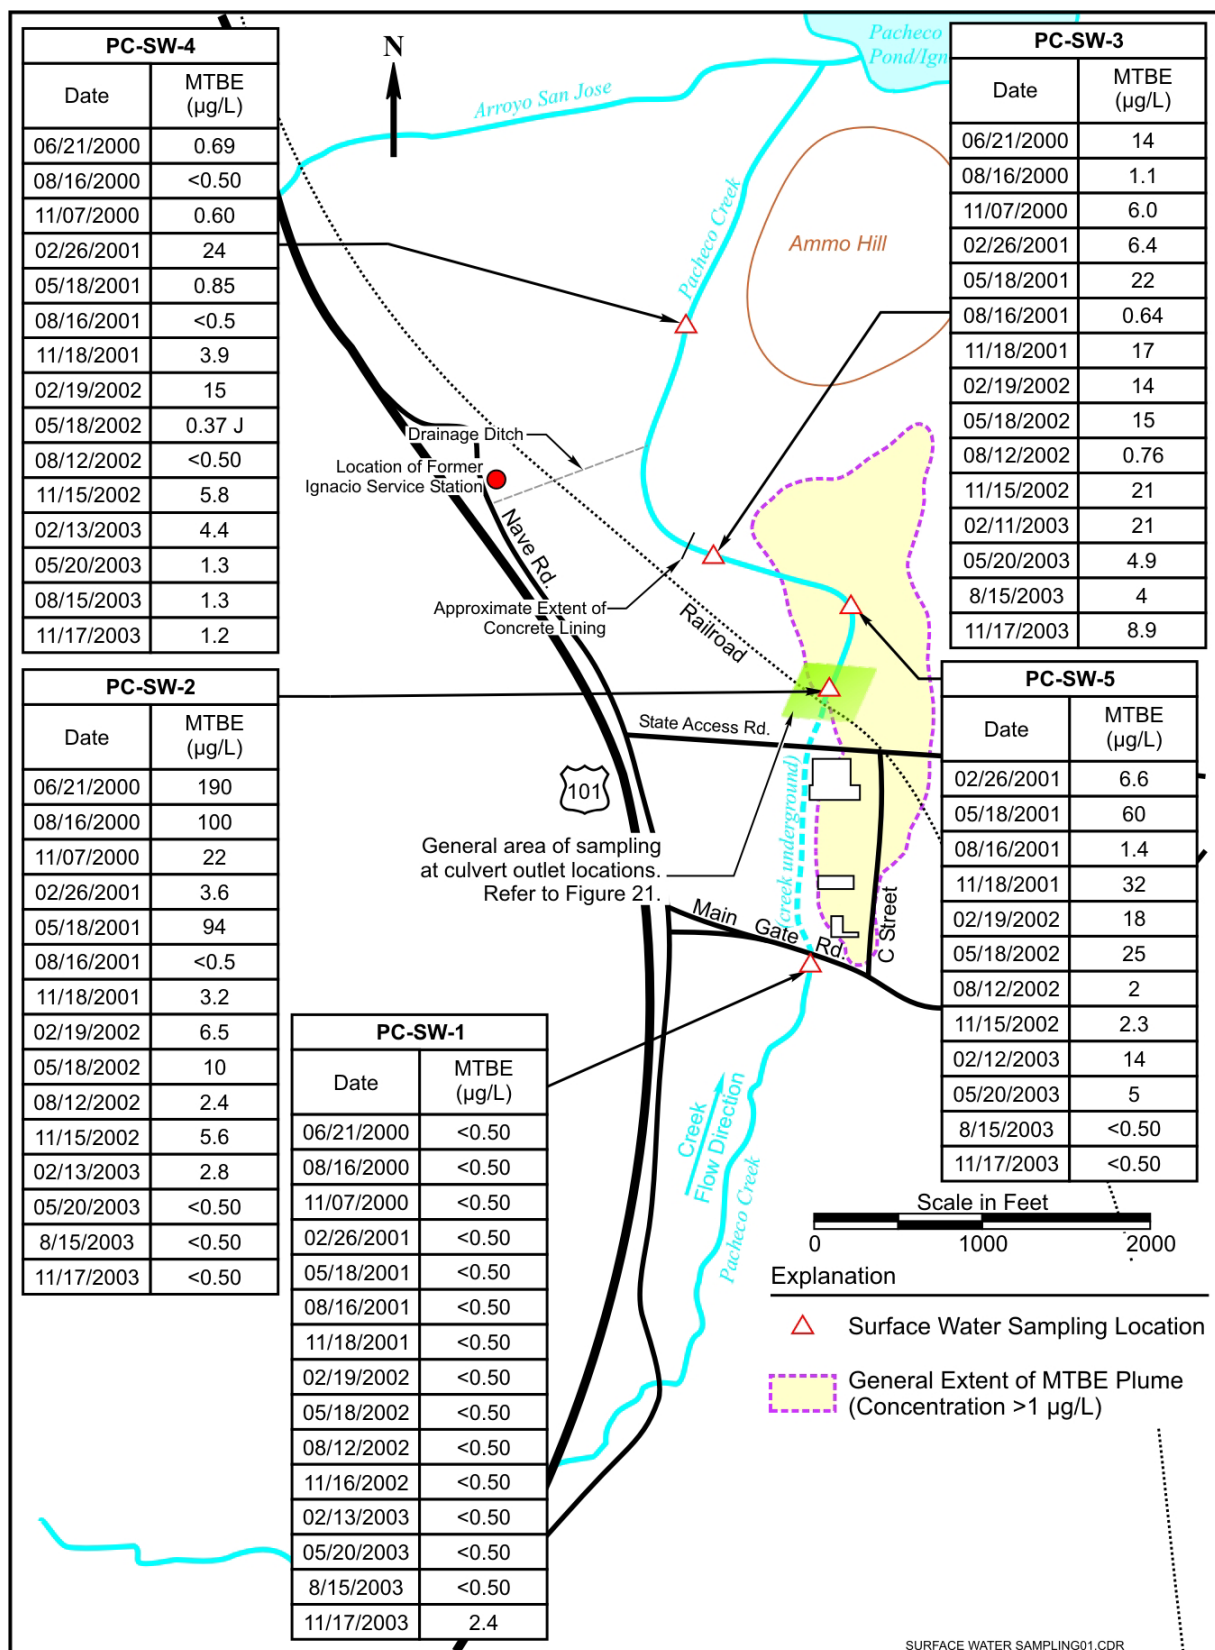 PC-SW-4
Date MTBE (µg/L)
06/21/2000 0.69
08/16/2000 <0.50
11/07/2000 0.60
02/26/2001 24
05/18/2001 0.85
08/16/2001 <0.5
11/18/2001 3.9
02/19/2002 15
05/18/2002 0.37 J
08/12/2002 <0.50
11/15/2002 5.8
02/13/2003 4.4
05/20/2003 1.3
08/15/2003 1.3
11/17/2003 1.2
N
Arroyo San Jose
Pacheco
Pond/Ign
PC-SW-3
Date MTBE (µg/L)
06/21/2000 14
08/16/2000 1.1
11/07/2000 6.0
02/26/2001 6.4
05/18/2001 22
08/16/2001 0.64
11/18/2001 17
02/19/2002 14
05/18/2002 15
08/12/2002 0.76
11/15/2002 21
02/11/2003 21
05/20/2003 4.9
8/15/2003 4
11/17/2003 8.9
Pacheco Creek
Ammo Hill
Drainage Ditch
Location of Former
Ignacio Service Station
Nave Rd.
Approximate Extent of
Concrete Lining
Railroad
State Access Rd.
101
(creek underground)
General area of sampling
at culvert outlet locations.
Refer to Figure 21.
Main Gate Rd.
C Street
PC-SW-2
Date MTBE (µg/L)
06/21/2000 190
08/16/2000 100
11/07/2000 22
02/26/2001 3.6
05/18/2001 94
08/16/2001 <0.5
11/18/2001 3.2
02/19/2002 6.5
05/18/2002 10
08/12/2002 2.4
11/15/2002 5.6
02/13/2003 2.8
05/20/2003 <0.50
8/15/2003 <0.50
11/17/2003 <0.50
PC-SW-5
Date MTBE (µg/L)
02/26/2001 6.6
05/18/2001 60
08/16/2001 1.4
11/18/2001 32
02/19/2002 18
05/18/2002 25
08/12/2002 2
11/15/2002 2.3
02/12/2003 14
05/20/2003 5
8/15/2003 <0.50
11/17/2003 <0.50
PC-SW-1
Date MTBE (µg/L)
06/21/2000 <0.50
08/16/2000 <0.50
11/07/2000 <0.50
02/26/2001 <0.50
05/18/2001 <0.50
08/16/2001 <0.50
11/18/2001 <0.50
02/19/2002 <0.50
05/18/2002 <0.50
08/12/2002 <0.50
11/16/2002 <0.50
02/13/2003 <0.50
05/20/2003 <0.50
8/15/2003 <0.50
11/17/2003 2.4
Creek
Flow Direction
Pacheco Creek
Scale in Feet
0 1000 2000
Explanation
Surface Water Sampling Location
General Extent of MTBE Plume
(Concentration >1 µg/L)
SURFACE WATER SAMPLING01.CDR